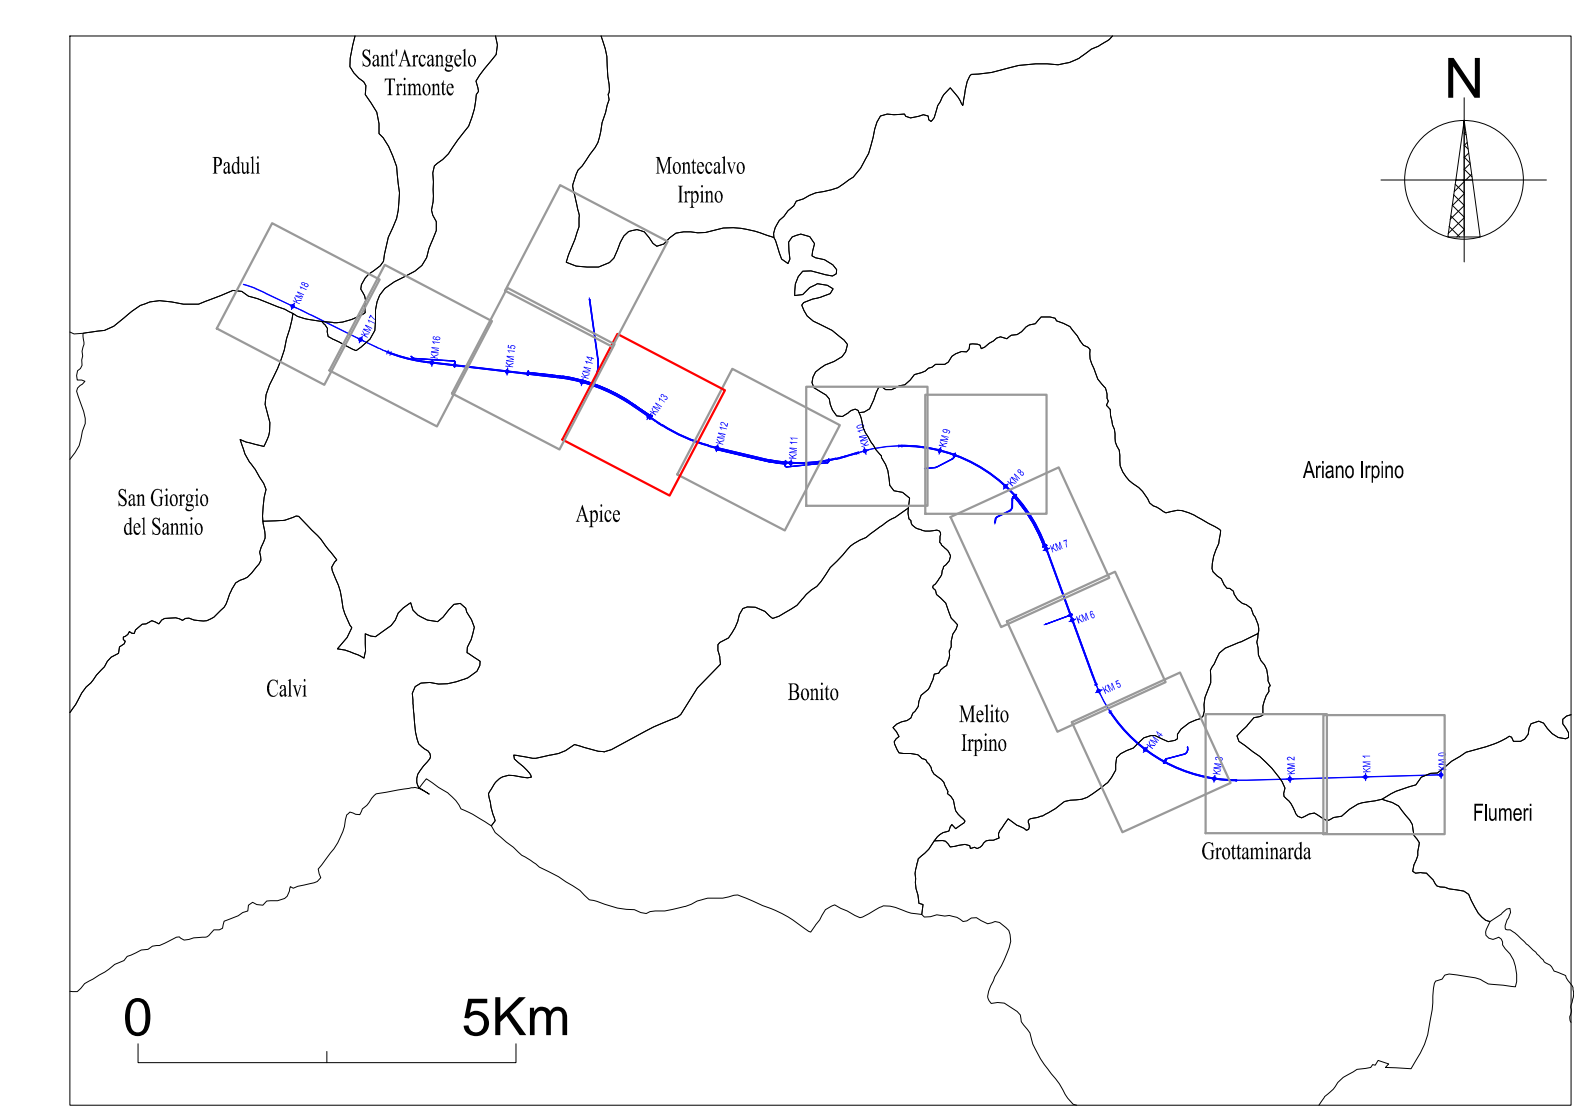 Sant'Arcangelo
Trimonte
N
Paduli
Montecalvo
Irpino
KM 18
KM 17
KM 16
KM 15
KM 14
KM 13
KM 12
KM 11
KM 10
KM 9
KM 8
Ariano Irpino
San Giorgio
del Sannio
Apice
KM 7
KM 6
Calvi
Bonito
KM 5
Melito
Irpino
KM 4
KM 3
KM 2
KM 1
KM 0
Flumeri
Grottaminarda
0
5Km